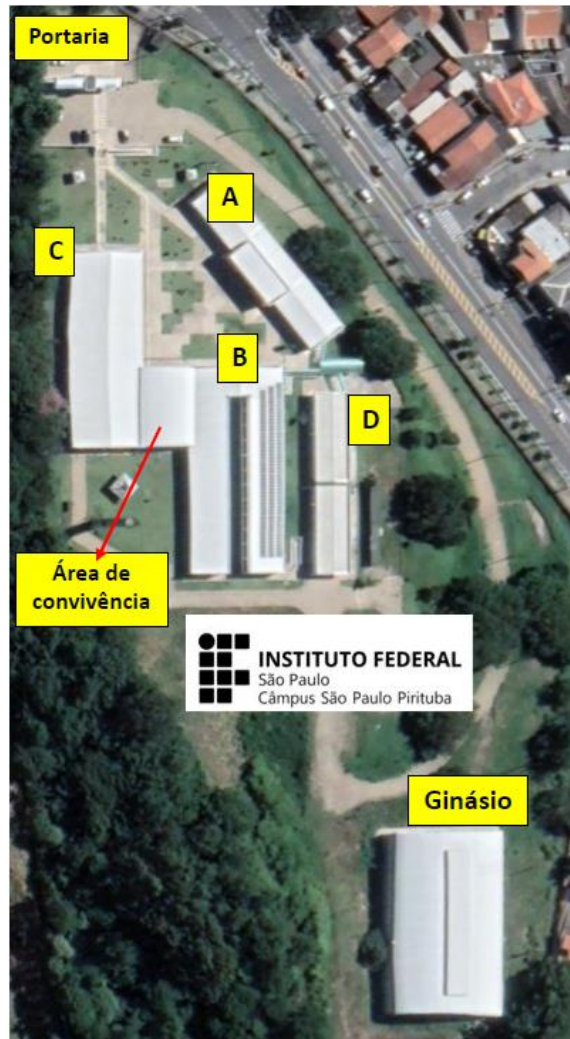 Portaria
A
C
B
D
Área de
convivência
INSTITUTO FEDERAL
São Paulo
Câmpus São Paulo Pirituba
Ginásio